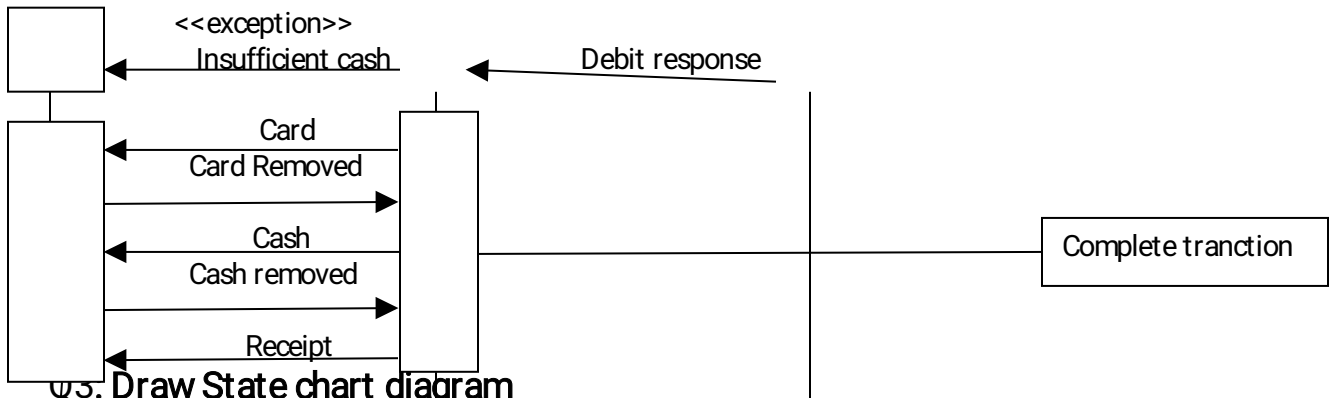 <<exception>>
Insufficient cash
Debit response
Card
Card Removed
Cash
Complete tranction
Cash removed
Receipt
Q3. Draw State chart diagram